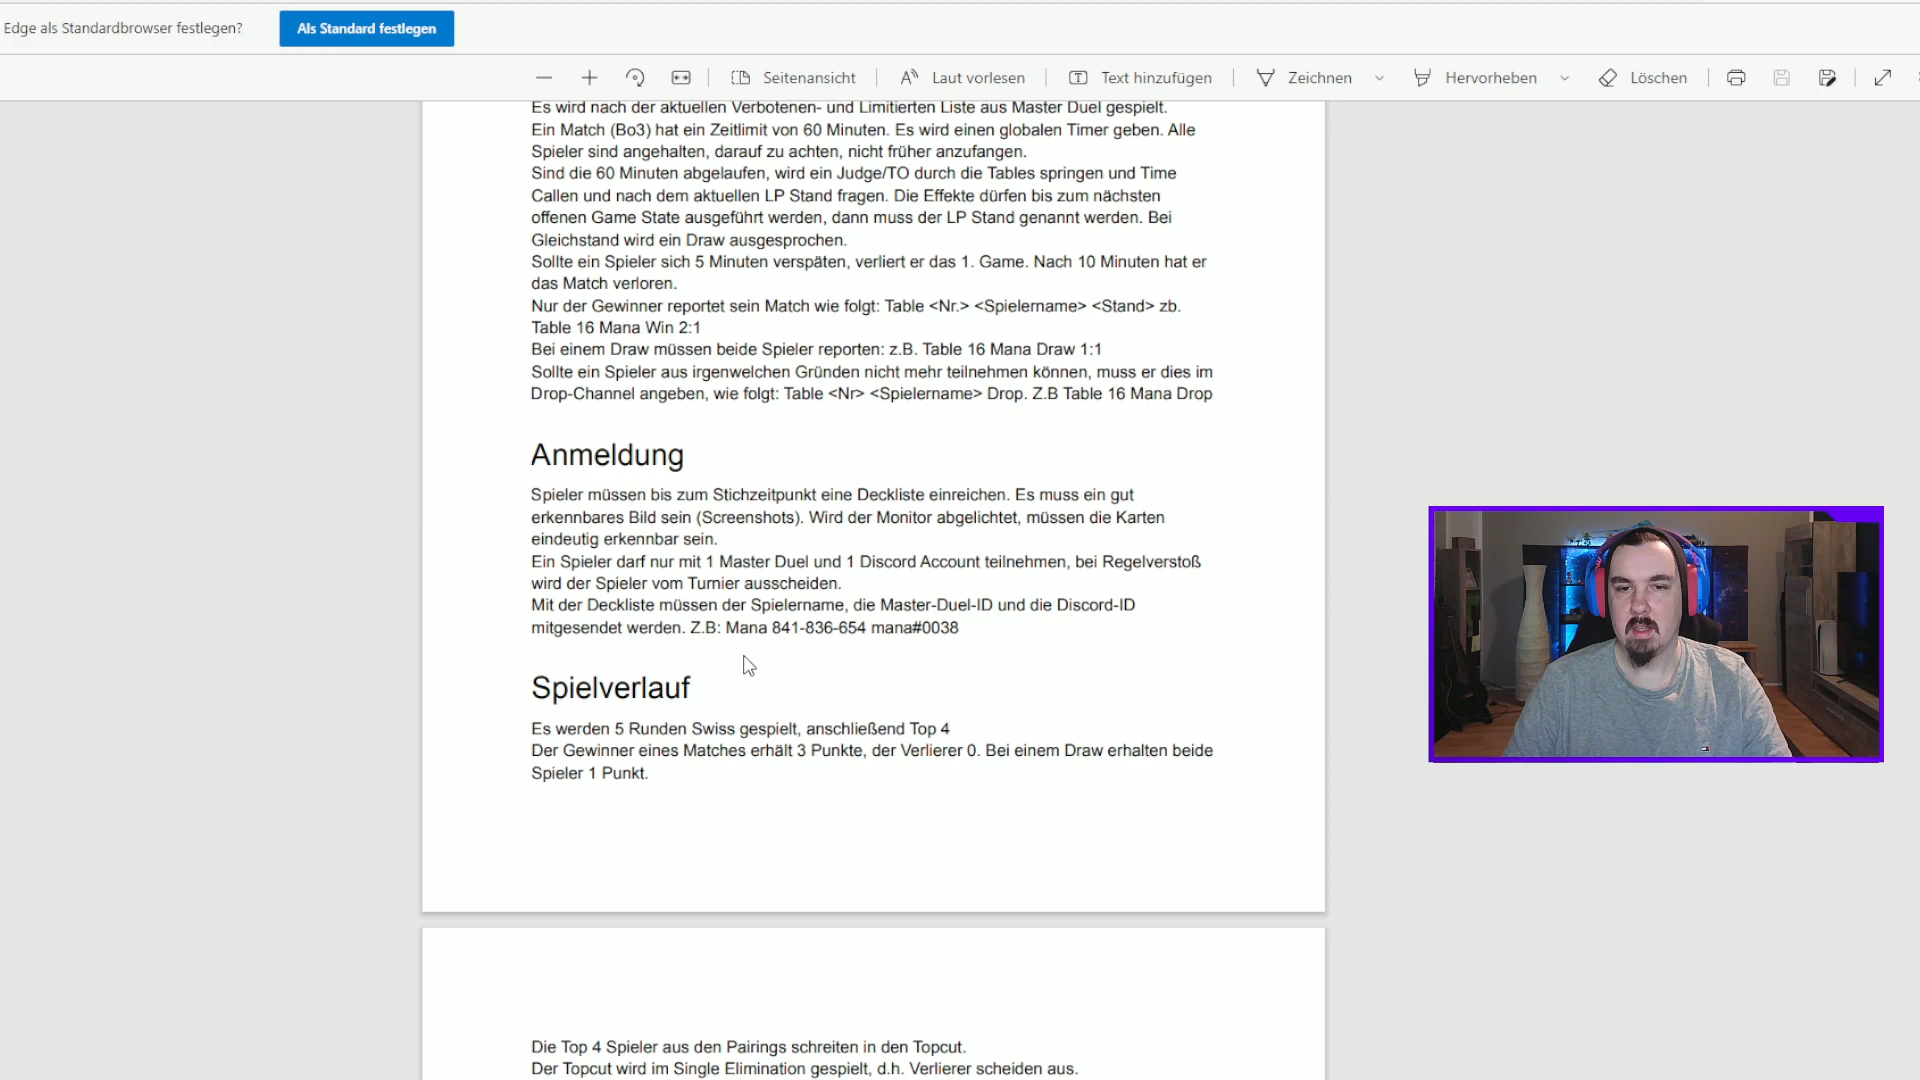 Edge als Standardbrowser festlegen?
Als Standard festlegen
Seitenansicht
Laut vorlesen
Text hinzufügen
Zeichnen
Hervorheben
Löschen
Es wird nach der aktuellen Verbotenen- und Limitierten Liste aus Master Duel gespielt.
Ein Match (Bo3) hat ein Zeitlimit von 60 Minuten. Es wird einen globalen Timer geben. Alle
Spieler sind angehalten, darauf zu achten, nicht früher anzufangen.
Sind die 60 Minuten abgelaufen, wird ein Judge/TO durch die Tables springen und Time
Callen und nach dem aktuellen LP Stand fragen. Die Effekte dürfen bis zum nächsten
offenen Game State ausgeführt werden, dann muss der LP Stand genannt werden. Bei
Gleichstand wird ein Draw ausgesprochen.
Sollte ein Spieler sich 5 Minuten verspäten, verliert er das 1. Game. Nach 10 Minuten hat er
das Match verloren.
Nur der Gewinner reportet sein Match wie folgt: Table <Nr.> <Spielername> <Stand> zb.
Table 16 Mana Win 2:1
Bei einem Draw müssen beide Spieler reporten: z.B. Table 16 Mana Draw 1:1
Sollte ein Spieler aus irgenwelchen Gründen nicht mehr teilnehmen können, muss er dies im
Drop-Channel angeben, wie folgt: Table <Nr> <Spielername> Drop. Z.B Table 16 Mana Drop
Anmeldung
Spieler müssen bis zum Stichzeitpunkt eine Deckliste einreichen. Es muss ein gut
erkennbares Bild sein (Screenshots). Wird der Monitor abgelichtet, müssen die Karten
eindeutig erkennbar sein.
Ein Spieler darf nur mit 1 Master Duel und 1 Discord Account teilnehmen, bei Regelverstoß
wird der Spieler vom Turnier ausscheiden.
Mit der Deckliste müssen der Spielername, die Master-Duel-ID und die Discord-ID
mitgesendet werden. Z.B: Mana 841-836-654 mana#0038
Spielverlauf
Es werden 5 Runden Swiss gespielt, anschließend Top 4
Der Gewinner eines Matches erhält 3 Punkte, der Verlierer 0. Bei einem Draw erhalten beide
Spieler 1 Punkt.
Die Top 4 Spieler aus den Pairings schreiten in den Topcut.
Der Topcut wird im Single Elimination gespielt, d.h. Verlierer scheiden aus.